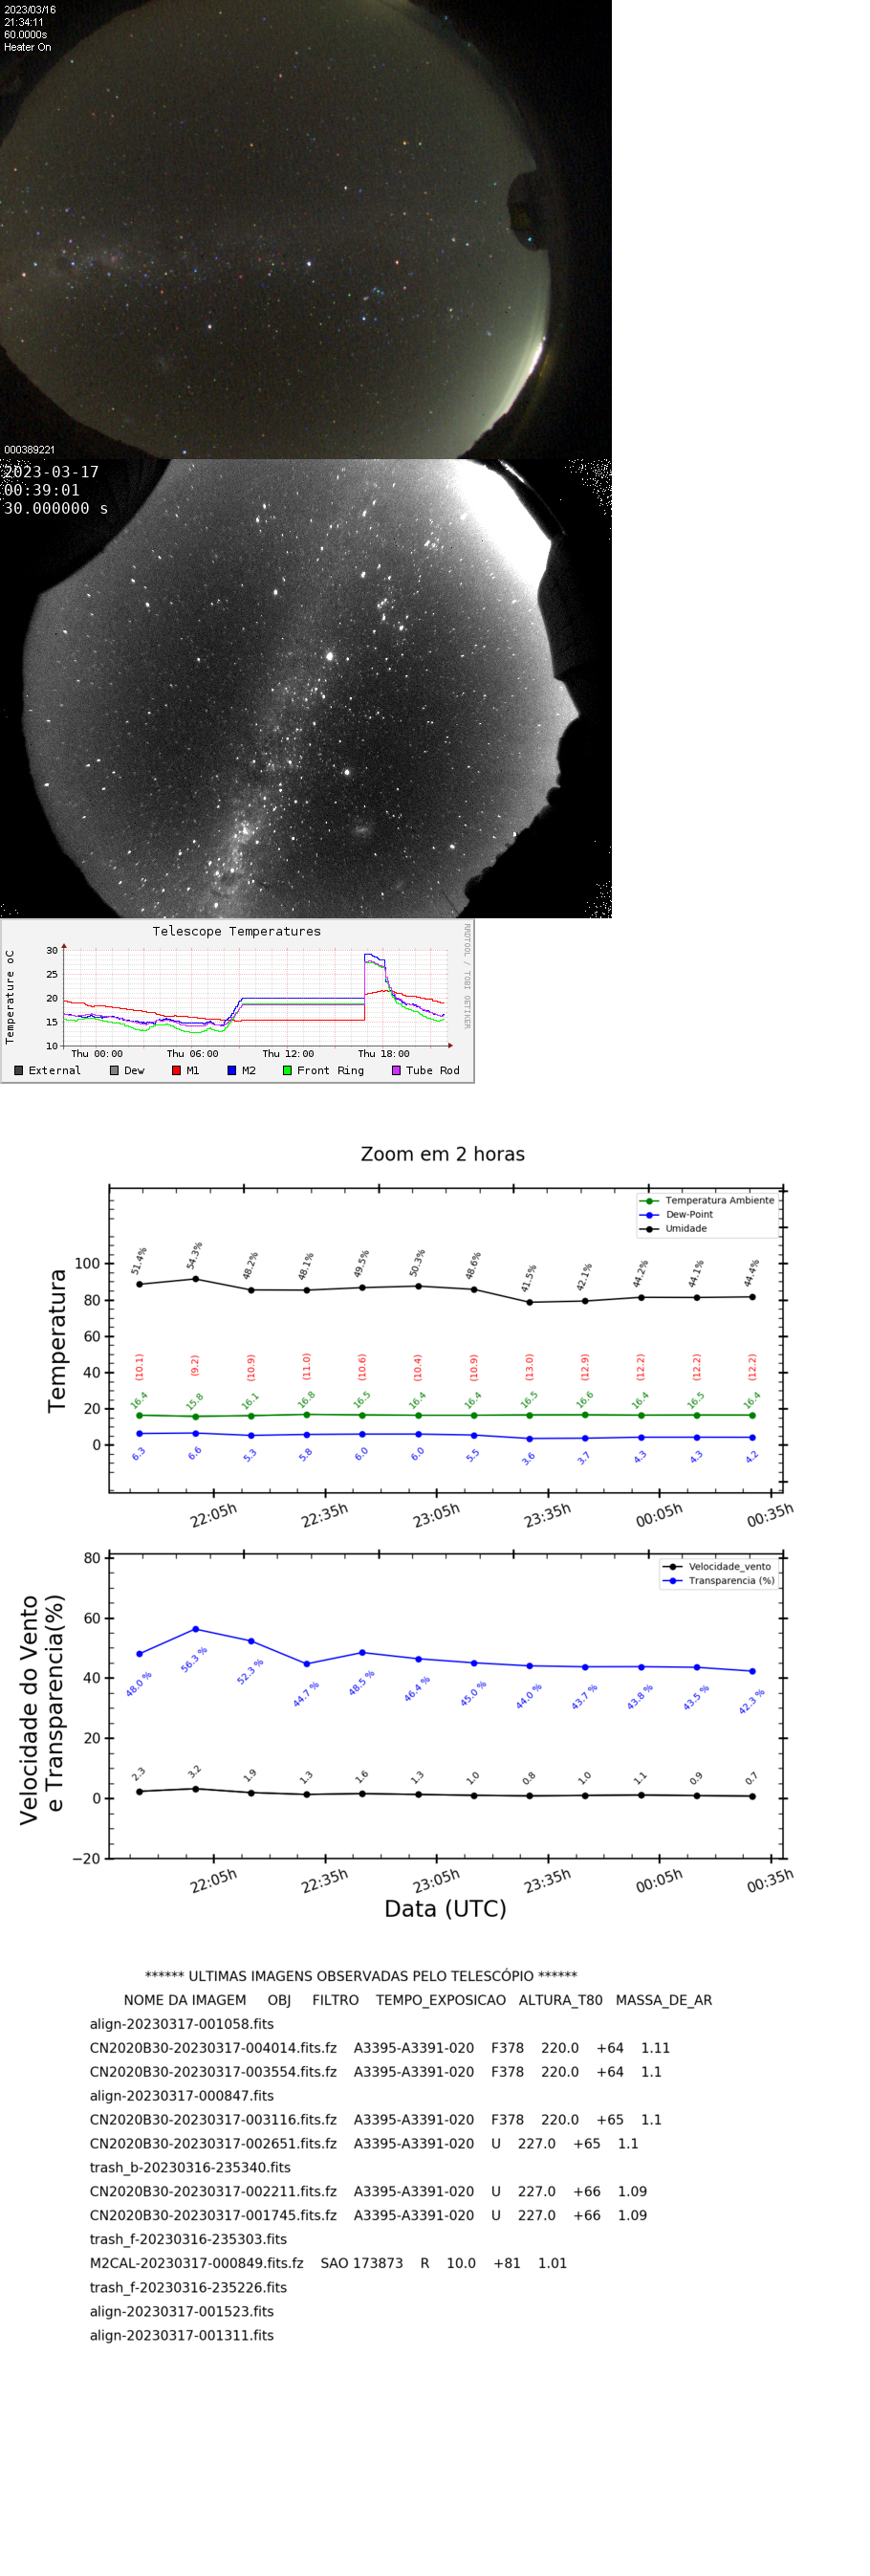 2023/03/16
21:34:11
60.0000s
Heater On
000389221
2023-03-17
00:39:01
30.000000 s
Telescope Temperatures
RRDTOOL / TOBI OETIKER
Temperature oC
30
25
20
15
10
Thu 00:00 Thu 06:00 Thu 12:00 Thu 18:00
External Dew M1 M2 Front Ring Tube Rod
Zoom em 2 horas
Temperatura Ambiente
Dew-Point
Umidade
Temperatura
100
80
60
40
20
0
51.4% 54.3% 48.2% 48.1% 49.5% 50.3% 48.6% 41.5% 42.1% 44.2% 44.1% 44.4%
(10.1) (9.2) (10.9) (11.0) (10.6) (10.4) (10.9) (13.0) (12.9) (12.2) (12.2) (12.2)
16.4 15.8 16.1 16.8 16.5 16.4 16.4 16.5 16.6 16.4 16.5 16.4
6.3 6.6 5.3 5.8 6.0 6.0 5.5 3.6 3.7 4.3 4.3 4.2
22:05h 22:35h 23:05h 23:35h 00:05h 00:35h
Velocidade_vento
Transparencia (%)
Velocidade do Vento
e Transparencia(%)
80
60
40
20
0
−20
48.0 % 56.3 % 52.3 % 44.7 % 48.5 % 46.4 % 45.0 % 44.0 % 43.7 % 43.8 % 43.5 % 42.3 %
2.3 3.2 1.9 1.3 1.6 1.3 1.0 0.8 1.0 1.1 0.9 0.7
22:05h 22:35h 23:05h 23:35h 00:05h 00:35h
Data (UTC)
****** ULTIMAS IMAGENS OBSERVADAS PELO TELESCÓPIO ******
NOME DA IMAGEM OBJ FILTRO TEMPO_EXPOSICAO ALTURA_T80 MASSA_DE_AR
align-20230317-001058.fits
CN2020B30-20230317-004014.fits.fz A3395-A3391-020 F378 220.0 +64 1.11
CN2020B30-20230317-003554.fits.fz A3395-A3391-020 F378 220.0 +64 1.1
align-20230317-000847.fits
CN2020B30-20230317-003116.fits.fz A3395-A3391-020 F378 220.0 +65 1.1
CN2020B30-20230317-002651.fits.fz A3395-A3391-020 U 227.0 +65 1.1
trash_b-20230316-235340.fits
CN2020B30-20230317-002211.fits.fz A3395-A3391-020 U 227.0 +66 1.09
CN2020B30-20230317-001745.fits.fz A3395-A3391-020 U 227.0 +66 1.09
trash_f-20230316-235303.fits
M2CAL-20230317-000849.fits.fz SAO 173873 R 10.0 +81 1.01
trash_f-20230316-235226.fits
align-20230317-001523.fits
align-20230317-001311.fits